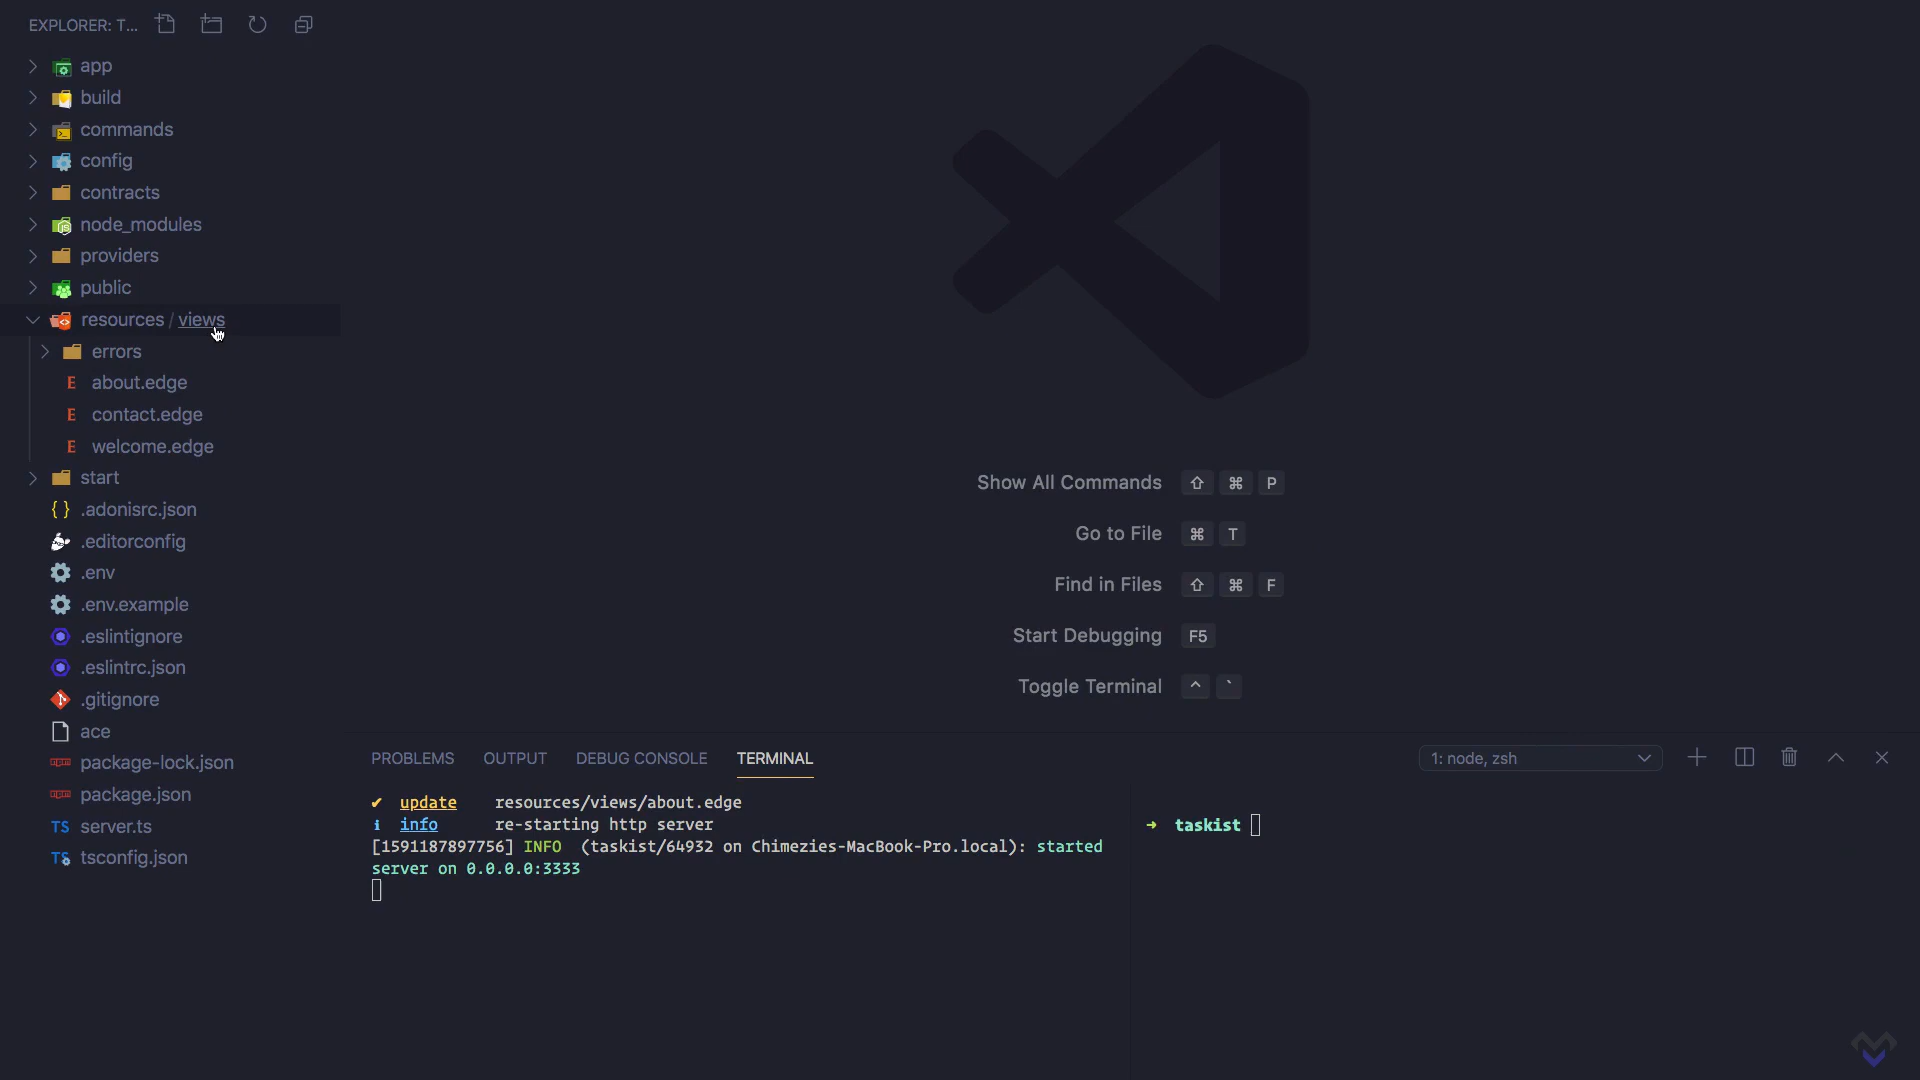 EXPLORER: T...
app
build
commands
config
contracts
node_modules
providers
public
resources / views
errors
E about.edge
E contact.edge
E welcome.edge
start
{ } .adonisrc.json
.editorconfig
.env
.env.example
.eslintignore
.eslintrc.json
.gitignore
ace
package-lock.json
package.json
TS server.ts
TS tsconfig.json
Show All Commands ⇧ ⌘ P
Go to File ⌘ T
Find in Files ⇧ ⌘ F
Start Debugging F5
Toggle Terminal ^ `
PROBLEMS OUTPUT DEBUG CONSOLE TERMINAL
1: node, zsh
✔ update resources/views/about.edge
ℹ info re-starting http server
[1591187897756] INFO (taskist/64932 on Chimezies-MacBook-Pro.local): started
server on 0.0.0.0:3333
➜ taskist